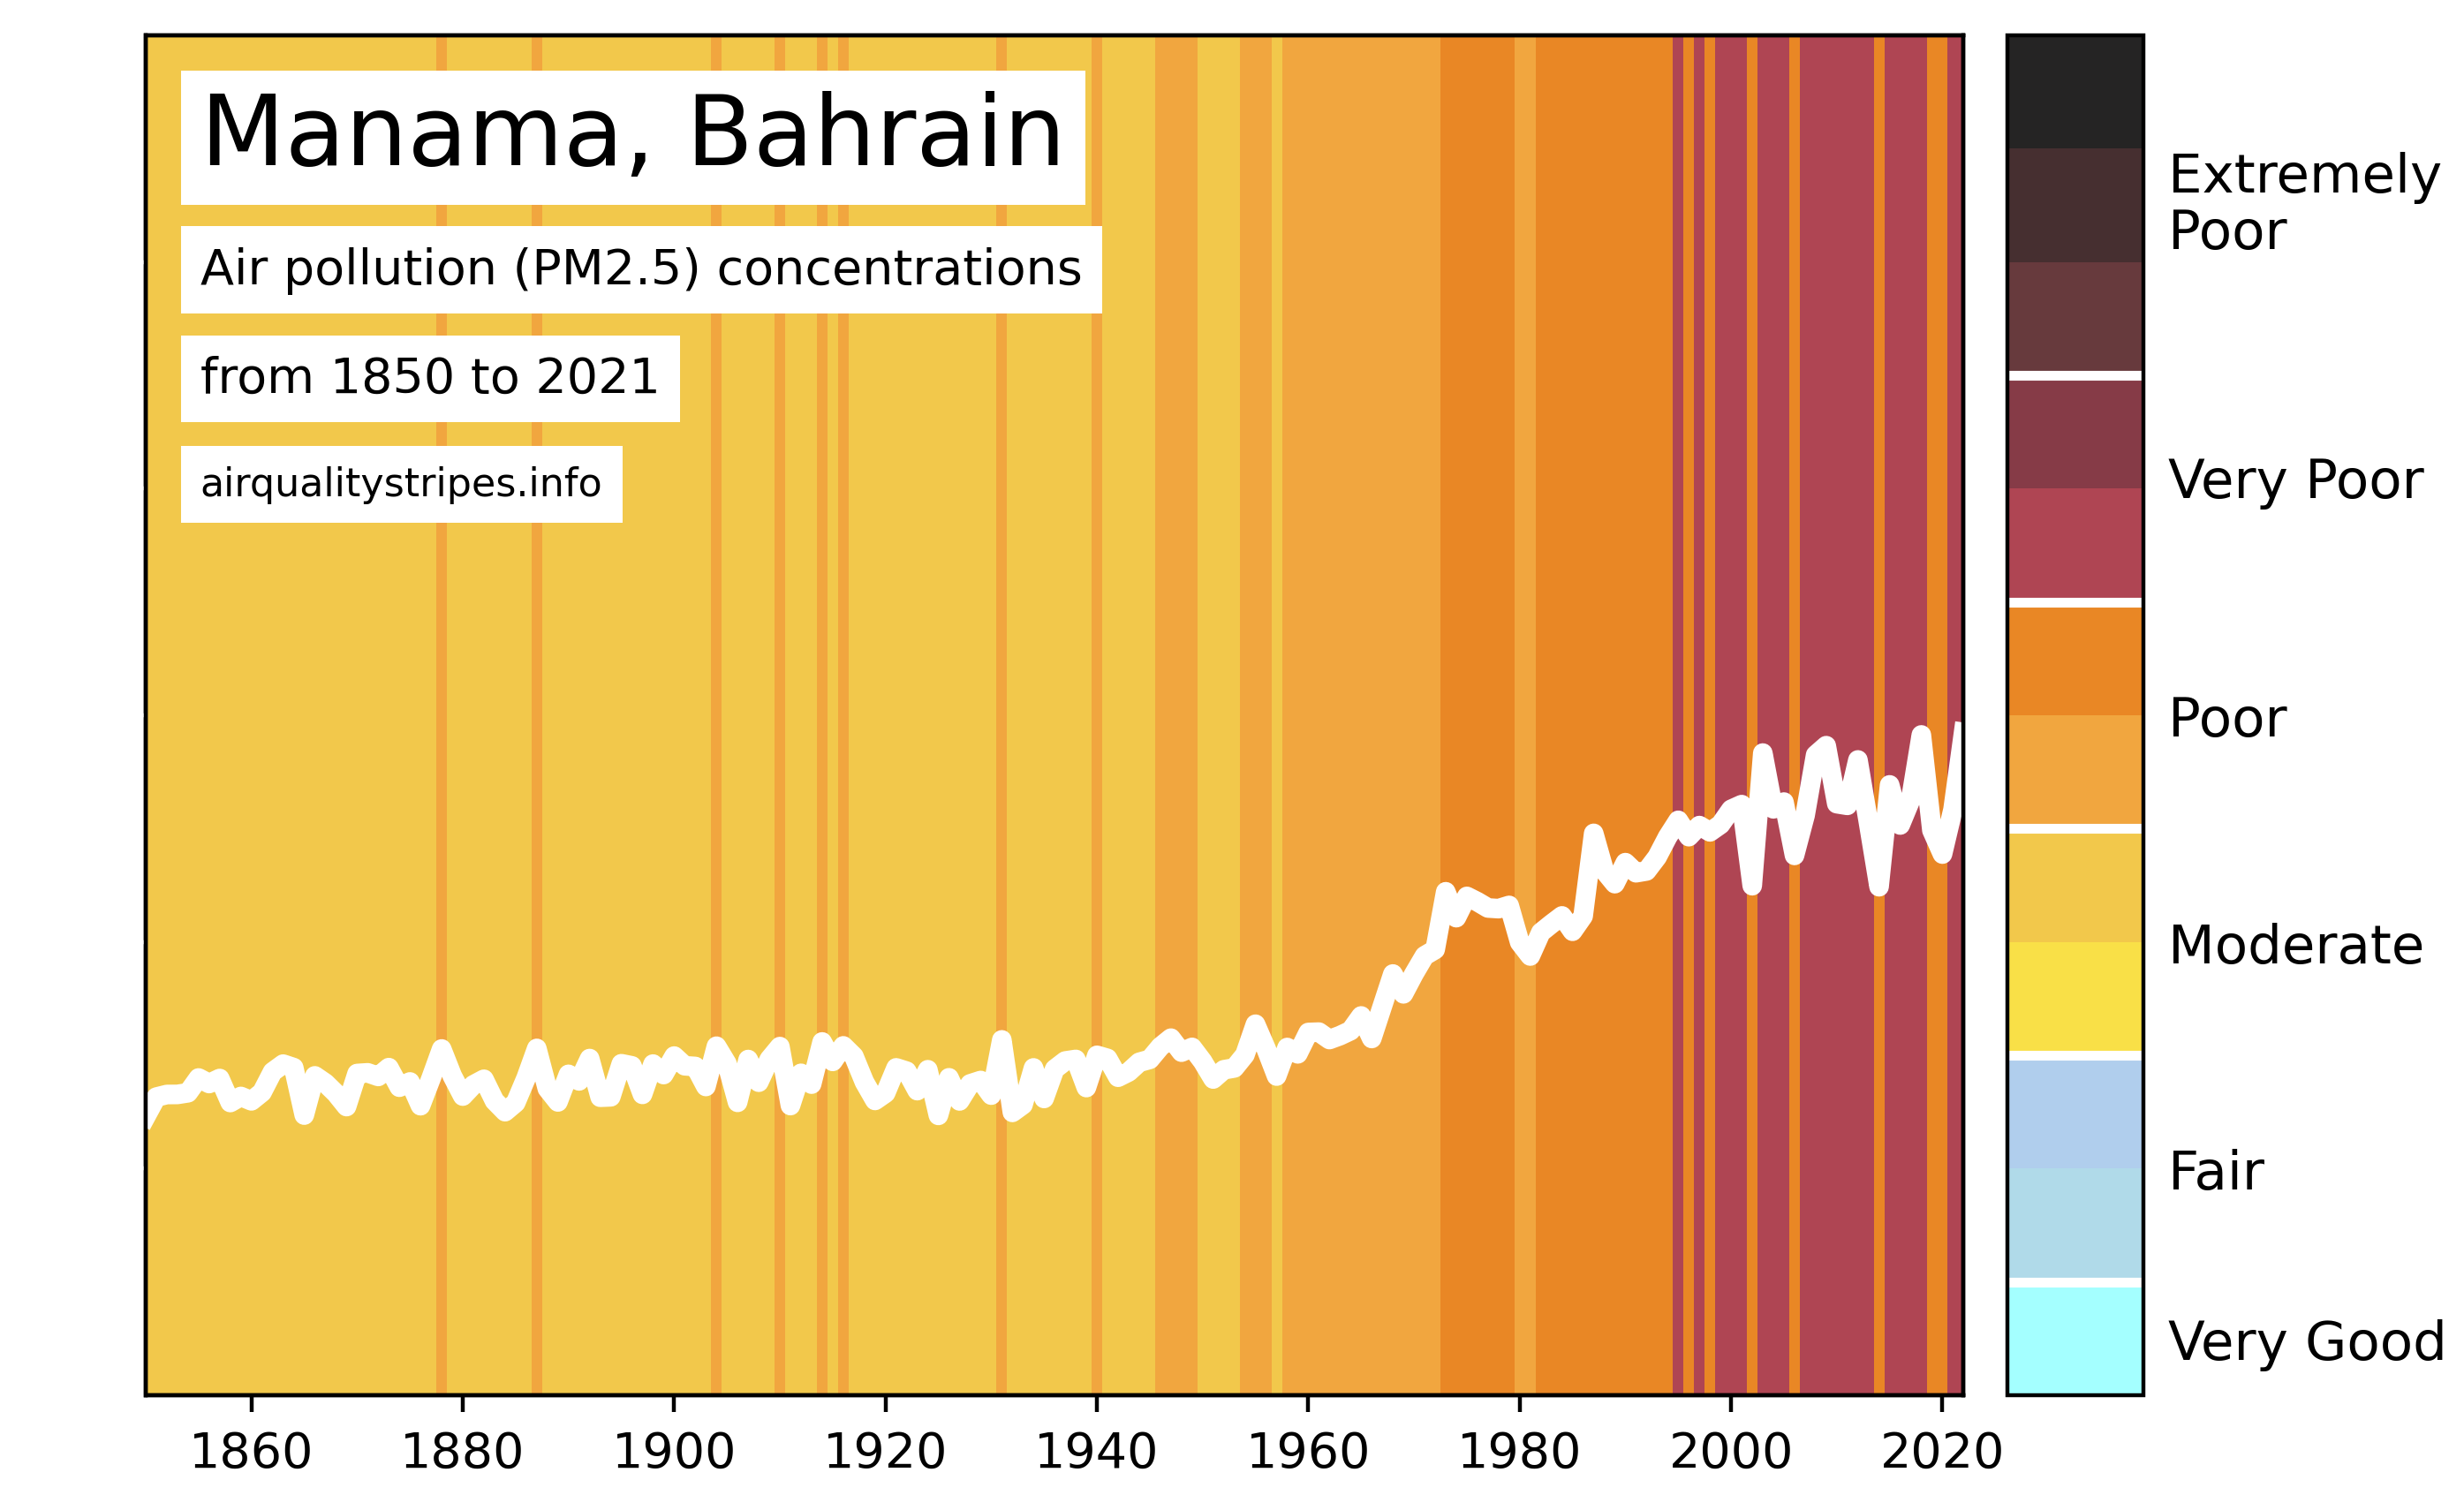 Manama, Bahrain
Air pollution (PM2.5) concentrations
from 1850 to 2021
airqualitystripes.info
Extremely
Poor
Very Poor
Poor
Moderate
Fair
Very Good
1860 1880 1900 1920 1940 1960 1980 2000 2020